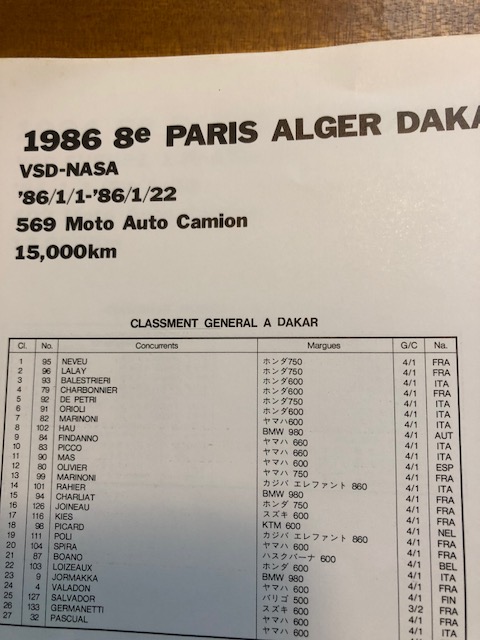 1986 8e PARIS ALGER DAKA
VSD-NASA
'86/1/1-'86/1/22
569 Moto Auto Camion
15,000km
CLASSMENT GENERAL A DAKAR
Cl. No. Concurrents Margues G/C Na.
1 95 NEVEU ホンダ750 4/1 FRA
2 96 LALAY ホンダ750 4/1 FRA
3 93 BALESTRIERI ホンダ600 4/1 ITA
4 79 CHARBONNIER ホンダ600 4/1 FRA
5 92 DE PETRI ホンダ600 4/1 ITA
6 91 ORIOLI ホンダ600 4/1 ITA
7 82 MARINONI ヤマハ600 4/1 ITA
8 102 HAU BMW 980 4/1 FRA
9 84 FINDANNO ヤマハ 660 4/1 AUT
10 83 PICCO ヤマハ 660 4/1 ITA
11 90 MAS ヤマハ 600 4/1 ESP
12 80 OLIVIER ヤマハ 750 4/1 FRA
13 99 MARINONI カジバ エレファント 860 4/1 ITA
14 101 RAHIER BMW 980 4/1
15 94 CHARLIAT ホンダ 750 4/1 FRA
16 126 JOINEAU スズキ 600 4/1 FRA
17 116 KIES KTM 600 4/1 NEL
18 98 PICARD カジバ エレファント 860 4/1 FRA
19 111 POLI ヤマハ 600 4/1 FRA
20 104 SPIRA ハスクバーナ 600 4/1 BEL
21 87 BOANO ホンダ 600 4/1 ITA
22 103 LOIZEAUX BMW 980 4/1 FRA
23 9 JORMAKKA バリゴ 500 4/1 FIN
24 4 VALADON スズキ 600 3/2 FRA
25 127 SALVADOR ヤマハ 600 4/1 FRA
26 133 GERMANETTI ヤマハ 600 4/1 ITA
27 32 PASCUAL